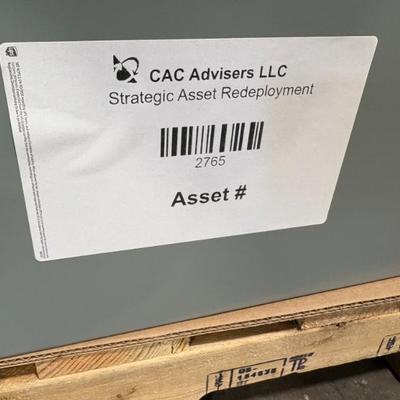 CAC Advisers LLC
Strategic Asset Redeployment
2765
Asset #